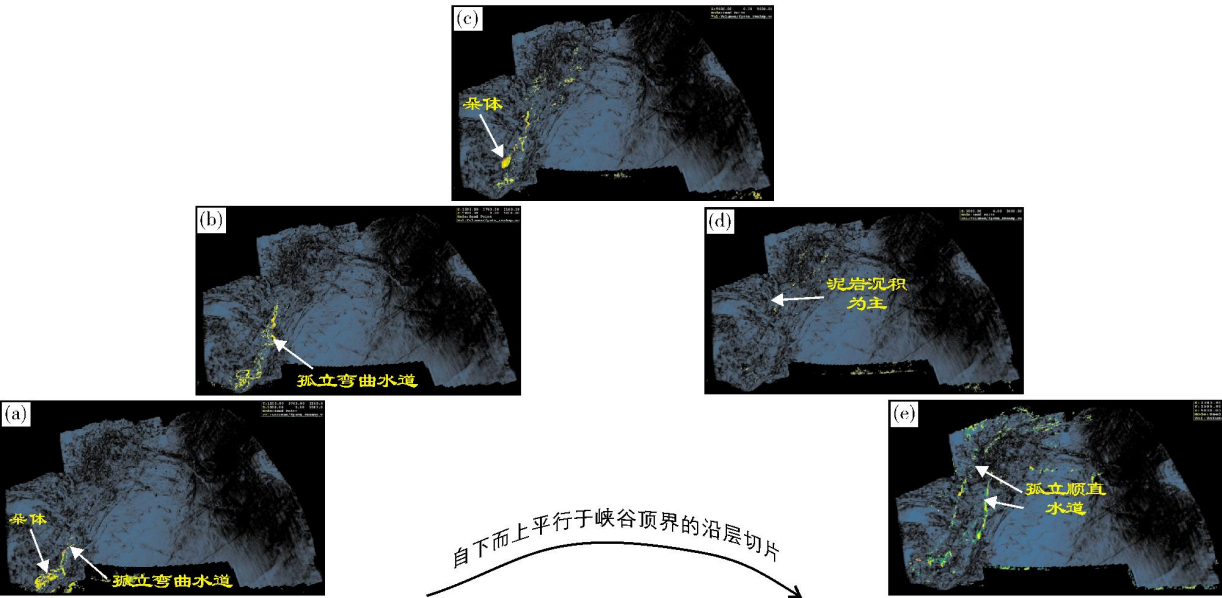 (c)
朵体
(b)
孤立弯曲水道
(d)
泥岩沉积
为主
(a)
朵体
孤立弯曲水道
(e)
孤立顺直
水道
自下而上平行于峡谷顶界的沿层切片